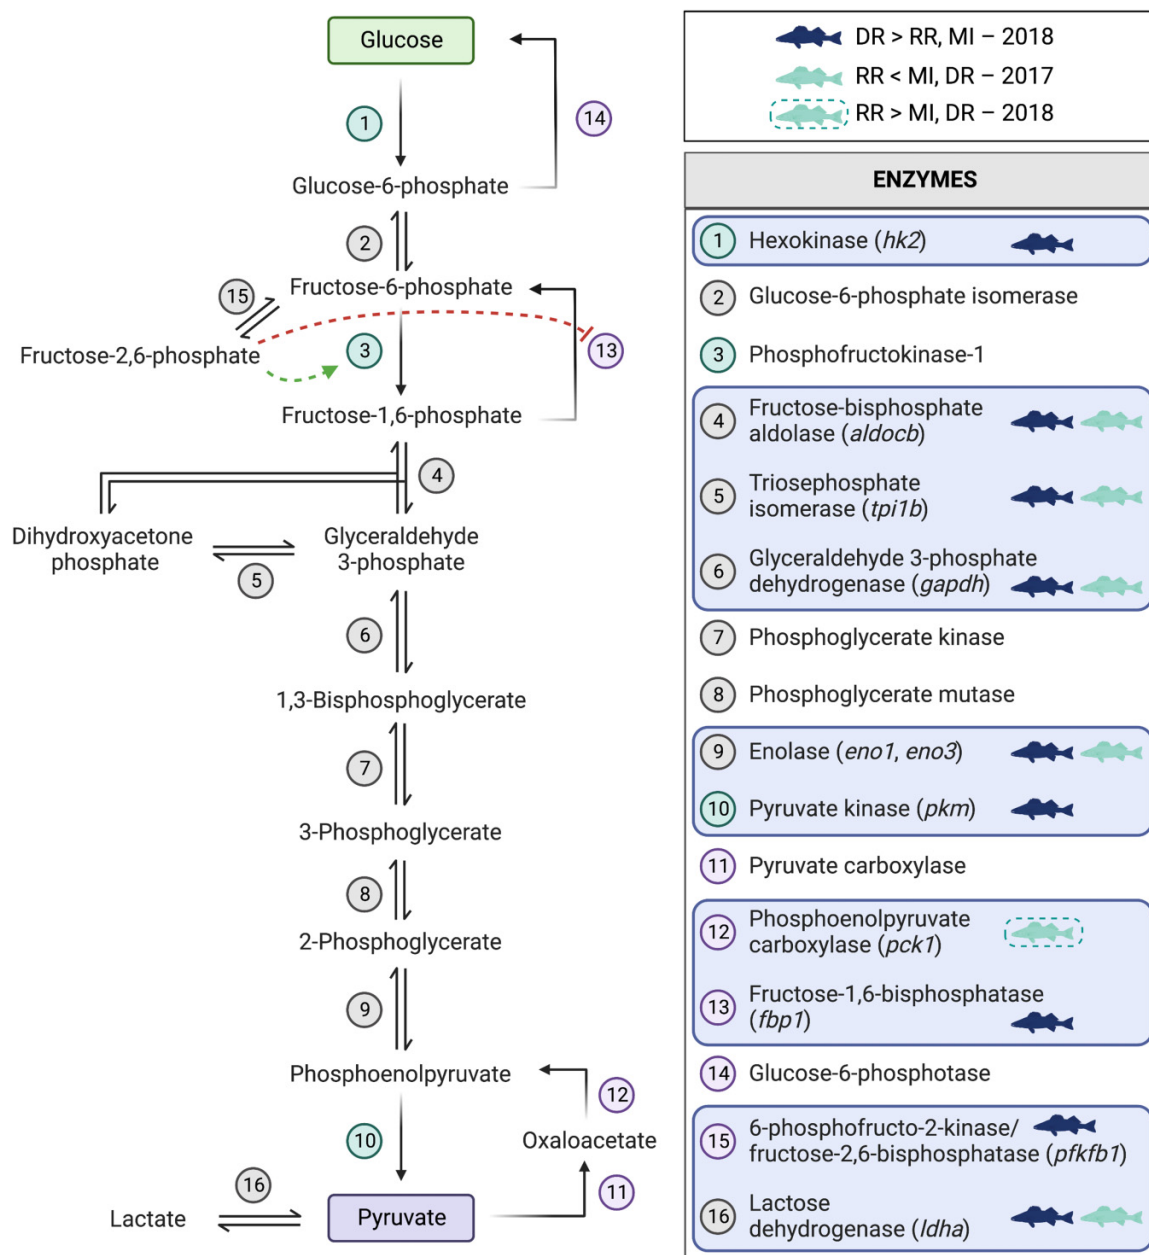 Glucose
14
1
Glucose-6-phosphate
2
Fructose-6-phosphate
15
Fructose-2,6-phosphate
3
13
Fructose-1,6-phosphate
4
Dihydroxyacetone
phosphate
Glyceraldehyde
3-phosphate
5
6
1,3-Bisphosphoglycerate
7
3-Phosphoglycerate
8
2-Phosphoglycerate
9
Phosphoenolpyruvate
12
10
Oxaloacetate
16
11
Lactate
Pyruvate
DR > RR, MI – 2018
RR < MI, DR – 2017
RR > MI, DR – 2018
ENZYMES
1 Hexokinase (hk2)
2 Glucose-6-phosphate isomerase
3 Phosphofructokinase-1
4 Fructose-bisphosphate
aldolase (aldocb)
5 Triosephosphate
isomerase (tpi1b)
6 Glyceraldehyde 3-phosphate
dehydrogenase (gapdh)
7 Phosphoglycerate kinase
8 Phosphoglycerate mutase
9 Enolase (eno1, eno3)
10 Pyruvate kinase (pkm)
11 Pyruvate carboxylase
12 Phosphoenolpyruvate
carboxylase (pck1)
13 Fructose-1,6-bisphosphatase
(fbp1)
14 Glucose-6-phosphotase
15 6-phosphofructo-2-kinase/
fructose-2,6-bisphosphatase (pfkfb1)
16 Lactose
dehydrogenase (ldha)